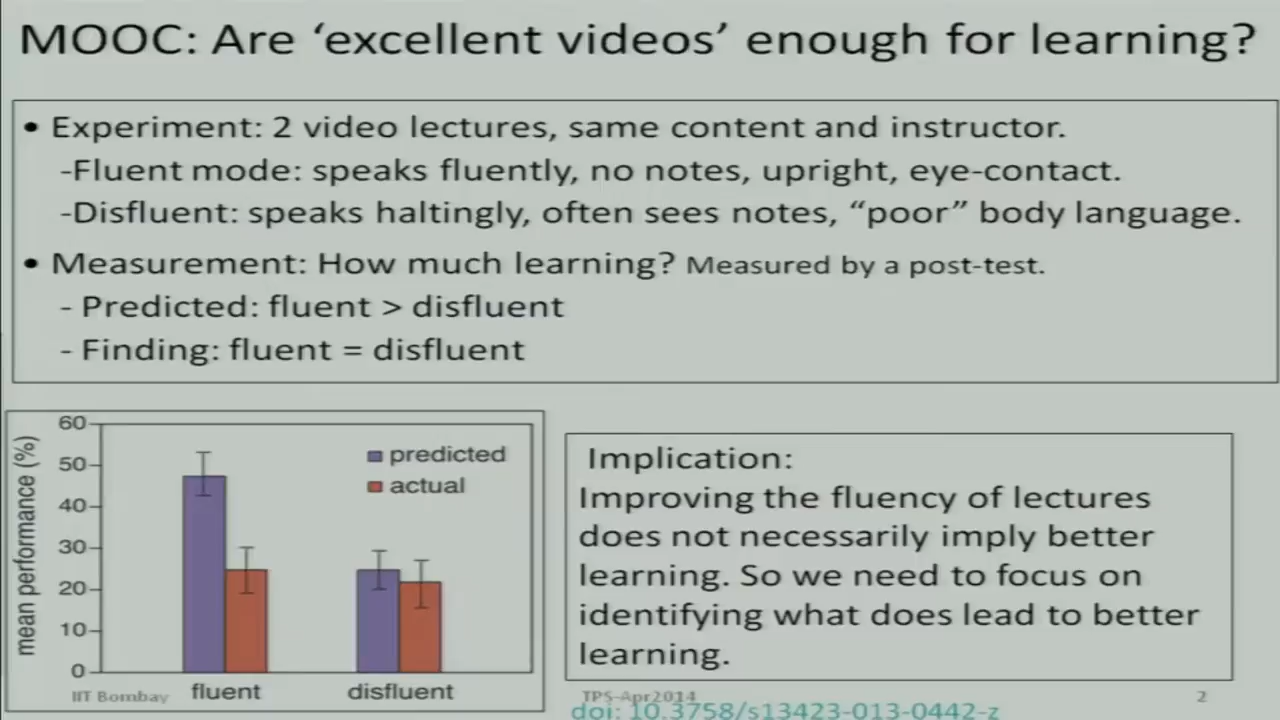 MOOC: Are ‘excellent videos’ enough for learning?
• Experiment: 2 video lectures, same content and instructor.
-Fluent mode: speaks fluently, no notes, upright, eye-contact.
-Disfluent: speaks haltingly, often sees notes, “poor” body language.
• Measurement: How much learning? Measured by a post-test.
- Predicted: fluent > disfluent
- Finding: fluent = disfluent
mean performance (%)
60
50
40
30
20
10
0
predicted
actual
fluent
disfluent
Implication:
Improving the fluency of lectures
does not necessarily imply better
learning. So we need to focus on
identifying what does lead to better
learning.
IIT Bombay
TPS-Apr2014
2
doi: 10.3758/s13423-013-0442-z